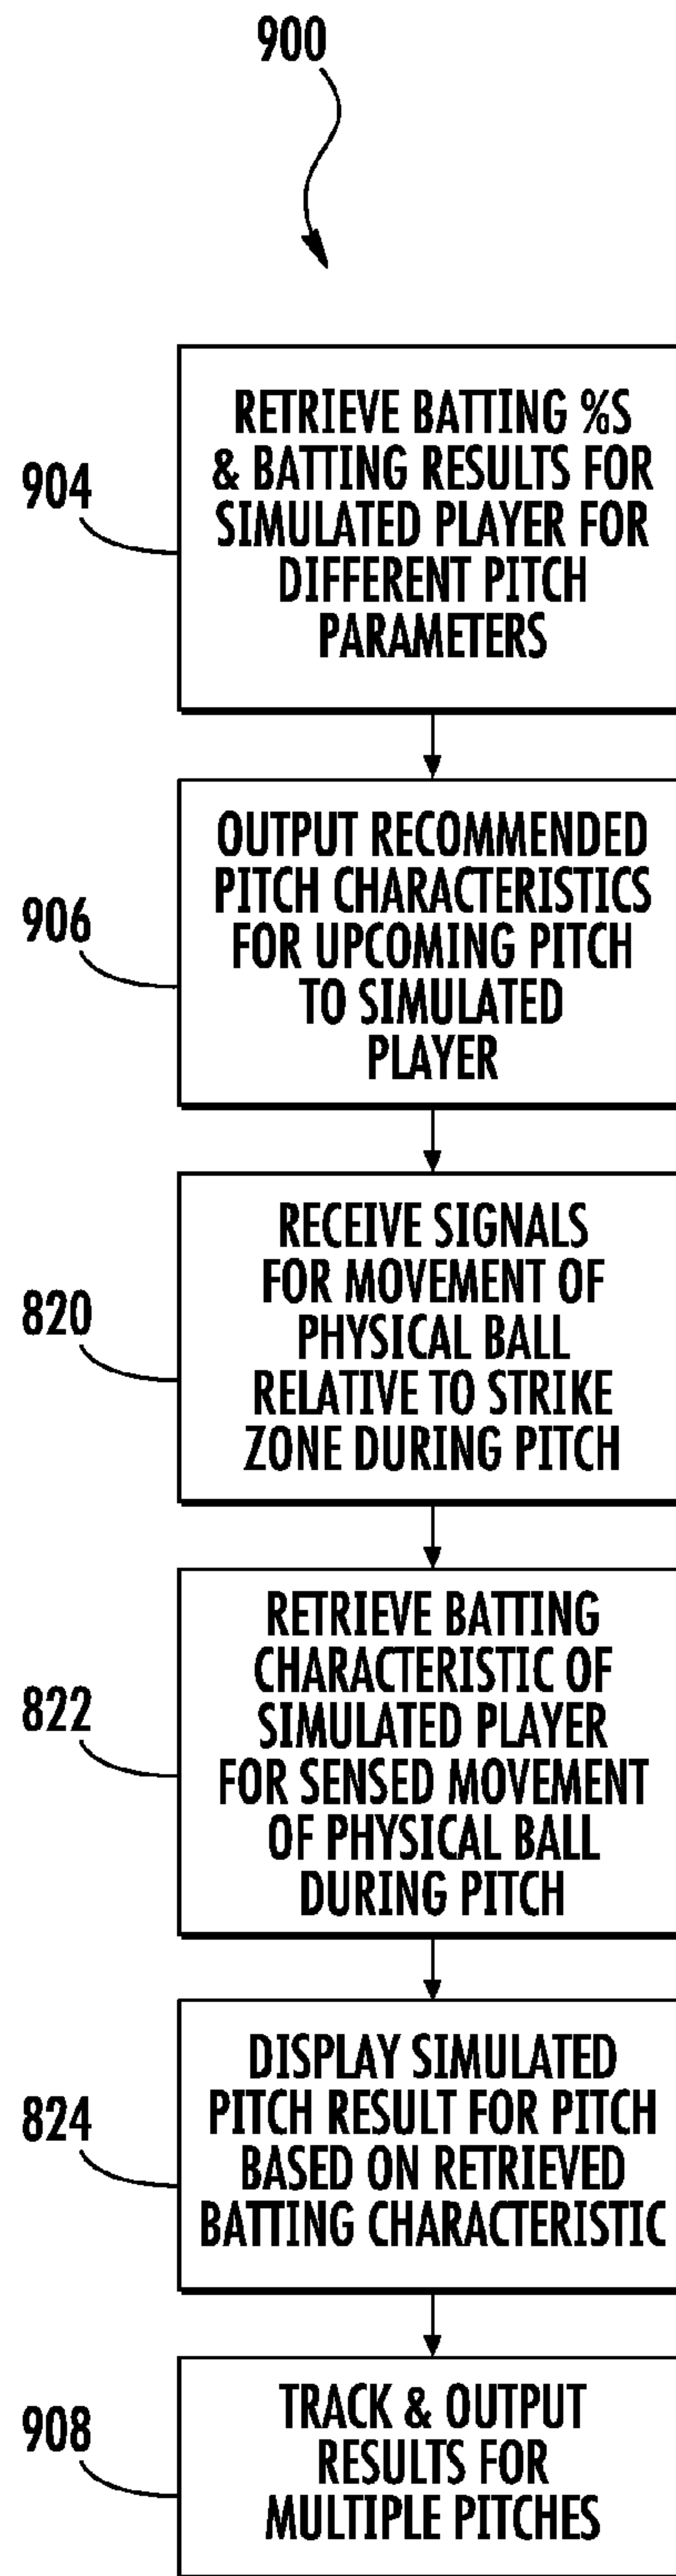 900
904
RETRIEVE BATTING %S
& BATTING RESULTS FOR
SIMULATED PLAYER FOR
DIFFERENT PITCH
PARAMETERS
906
OUTPUT RECOMMENDED
PITCH CHARACTERISTICS
FOR UPCOMING PITCH
TO SIMULATED
PLAYER
820
RECEIVE SIGNALS
FOR MOVEMENT OF
PHYSICAL BALL
RELATIVE TO STRIKE
ZONE DURING PITCH
822
RETRIEVE BATTING
CHARACTERISTIC OF
SIMULATED PLAYER
FOR SENSED MOVEMENT
OF PHYSICAL BALL
DURING PITCH
824
DISPLAY SIMULATED
PITCH RESULT FOR PITCH
BASED ON RETRIEVED
BATTING CHARACTERISTIC
908
TRACK & OUTPUT
RESULTS FOR
MULTIPLE PITCHES